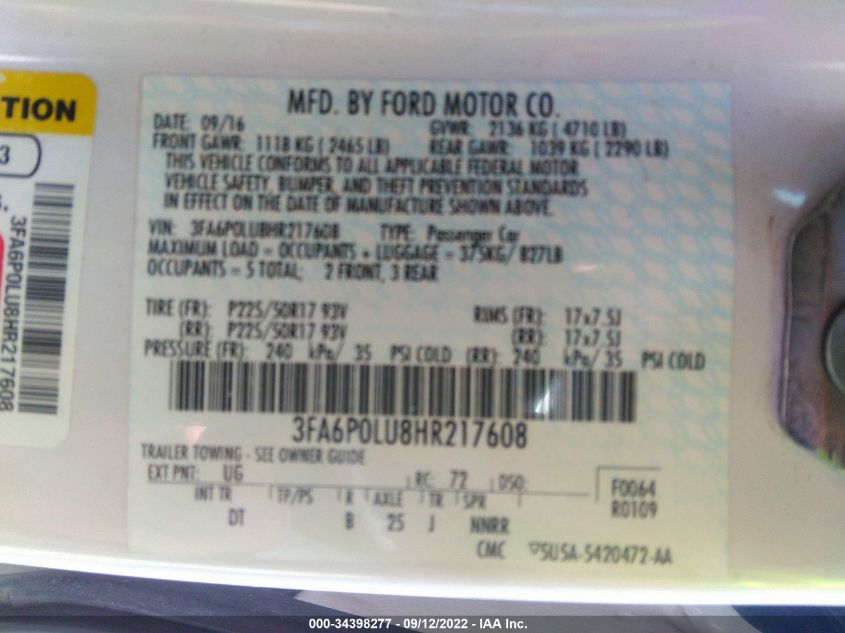 TION
3
3FA6P0LU8HR217608
MFD. BY FORD MOTOR CO.
DATE: 09/16 GVWR: 2136 KG ( 4710 LB)
FRONT GAWR: 1118 KG ( 2465 LB) REAR GAWR: 1039 KG ( 2290 LB)
THIS VEHICLE CONFORMS TO ALL APPLICABLE FEDERAL MOTOR
VEHICLE SAFETY, BUMPER, AND THEFT PREVENTION STANDARDS
IN EFFECT ON THE DATE OF MANUFACTURE SHOWN ABOVE.
VIN: 3FA6P0LU8HR217608 TYPE: Passenger Car
MAXIMUM LOAD = OCCUPANTS + LUGGAGE = 375KG/ 827LB
OCCUPANTS = 5 TOTAL; 2 FRONT, 3 REAR
TIRE (FR): P225/50R17 93V RIMS (FR): 17x7.5J
(RR): P225/50R17 93V (RR): 17x7.5J
PRESSURE (FR): 240 kPa/ 35 PSI COLD (RR): 240 kPa/ 35 PSI COLD
3FA6P0LU8HR217608
TRAILER TOWING - SEE OWNER GUIDE
EXT PNT: UG RC: 72 DSO: F0064
INT TR TP/PS R AXLE TR SPR R0109
DT B 25 J NNRR
CMC 5U5A-5420472-AA
000-34398277 - 09/12/2022 - IAA Inc.